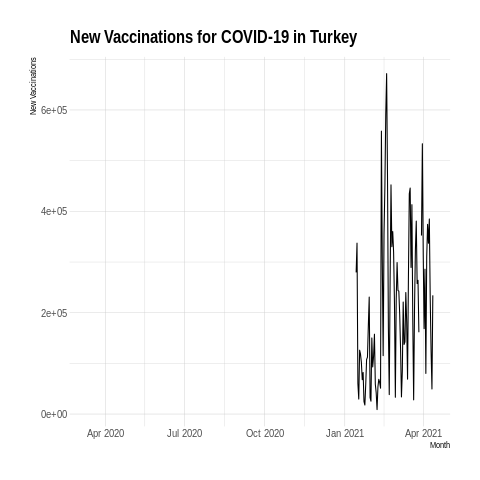 New Vaccinations for COVID-19 in Turkey
New Vaccinations
6e+05
4e+05
2e+05
0e+00
Apr 2020 Jul 2020 Oct 2020 Jan 2021 Apr 2021
Month